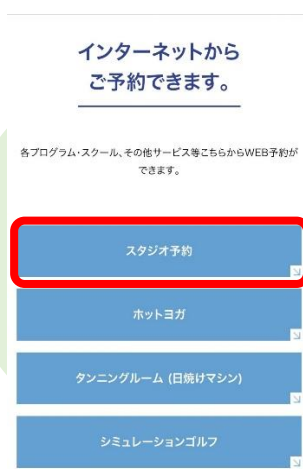 インターネットから
ご予約できます。
各プログラム・スクール、その他サービス等こちらからWEB予約が
できます。
スタジオ予約
ホットヨガ
タンニングルーム (日焼けマシン)
シミュレーションゴルフ